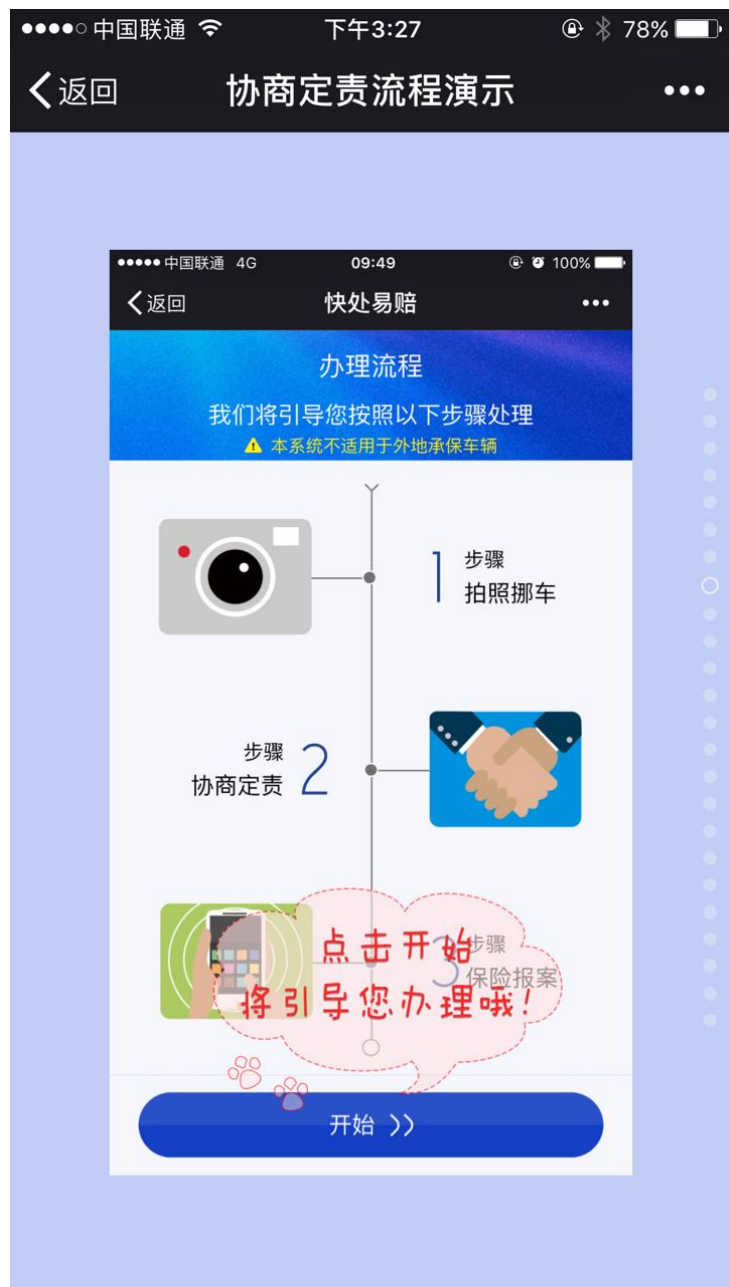 中国联通 下午3:27 78%
返回 协商定责流程演示
中国联通 4G 09:49 100%
返回 快处易赔
办理流程
我们将引导您按照以下步骤处理
本系统不适用于外地承保车辆
1 步骤
拍照挪车
步骤 2
协商定责
3 步骤
保险报案
点击开始
将引导您办理哦!
开始 》